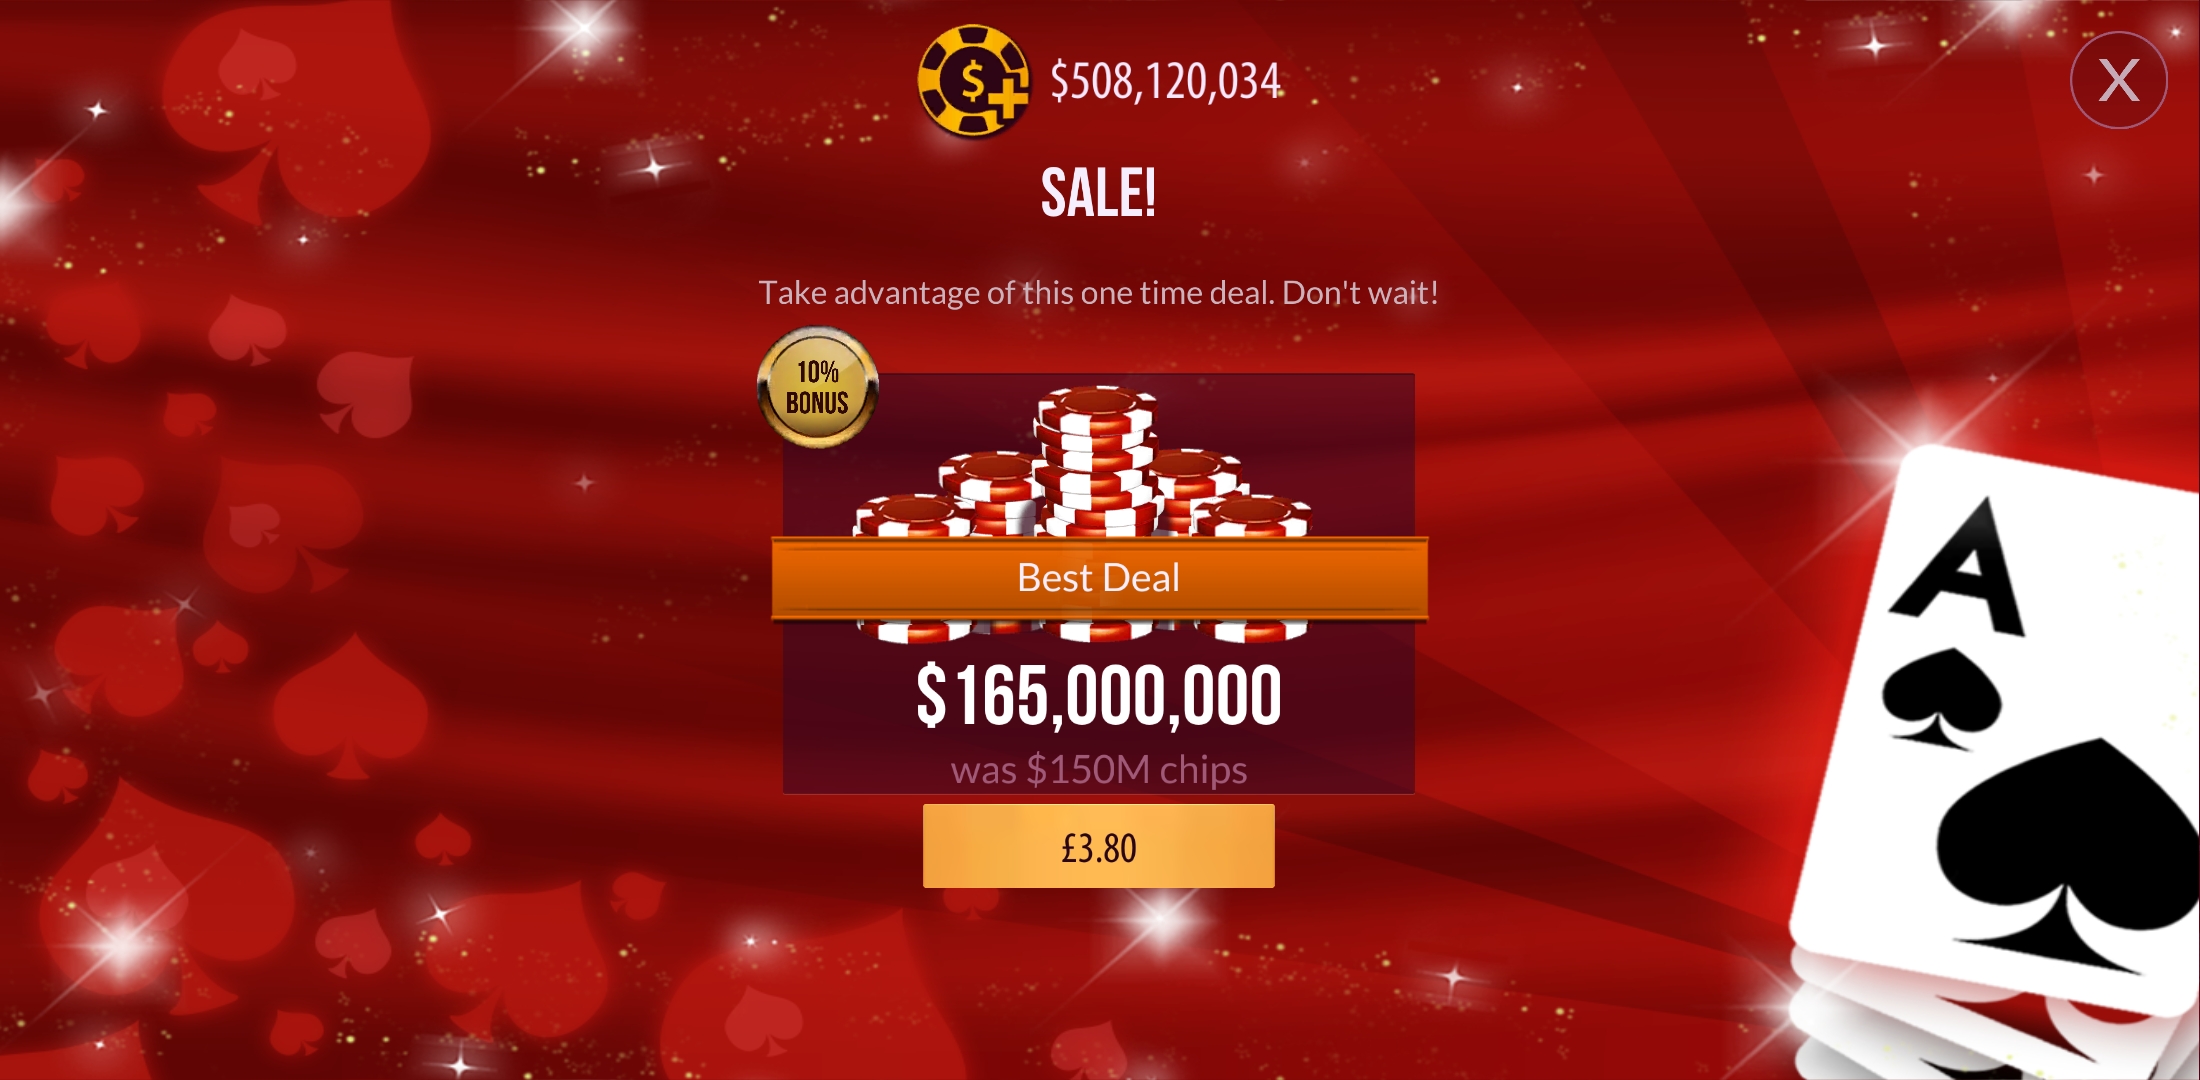 $508,120,034
X
SALE!
Take advantage of this one time deal. Don't wait!
10%
BONUS
Best Deal
$165,000,000
was $150M chips
£3.80
A